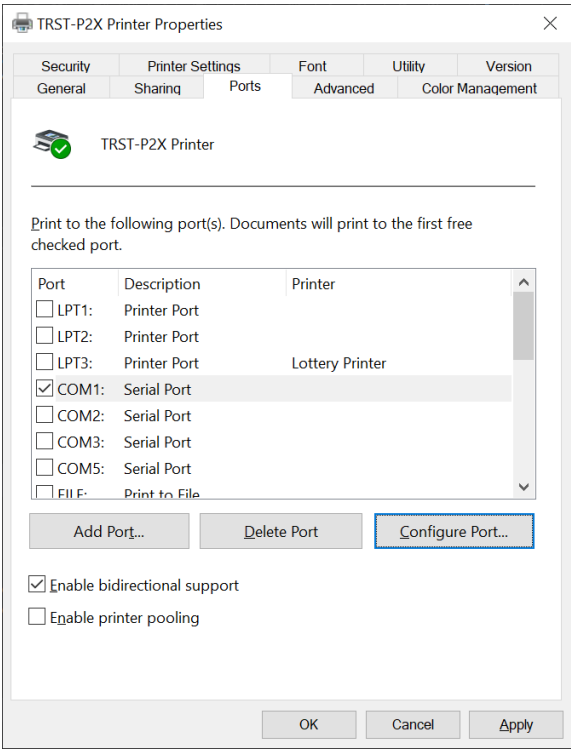 TRST-P2X Printer Properties
Security Printer Settings Font Utility Version
General Sharing Ports Advanced Color Management
TRST-P2X Printer
Print to the following port(s). Documents will print to the first free
checked port.
Port Description Printer
LPT1: Printer Port
LPT2: Printer Port
LPT3: Printer Port Lottery Printer
COM1: Serial Port
COM2: Serial Port
COM3: Serial Port
COM5: Serial Port
FILE: Print to File
Add Port... Delete Port Configure Port...
Enable bidirectional support
Enable printer pooling
OK Cancel Apply